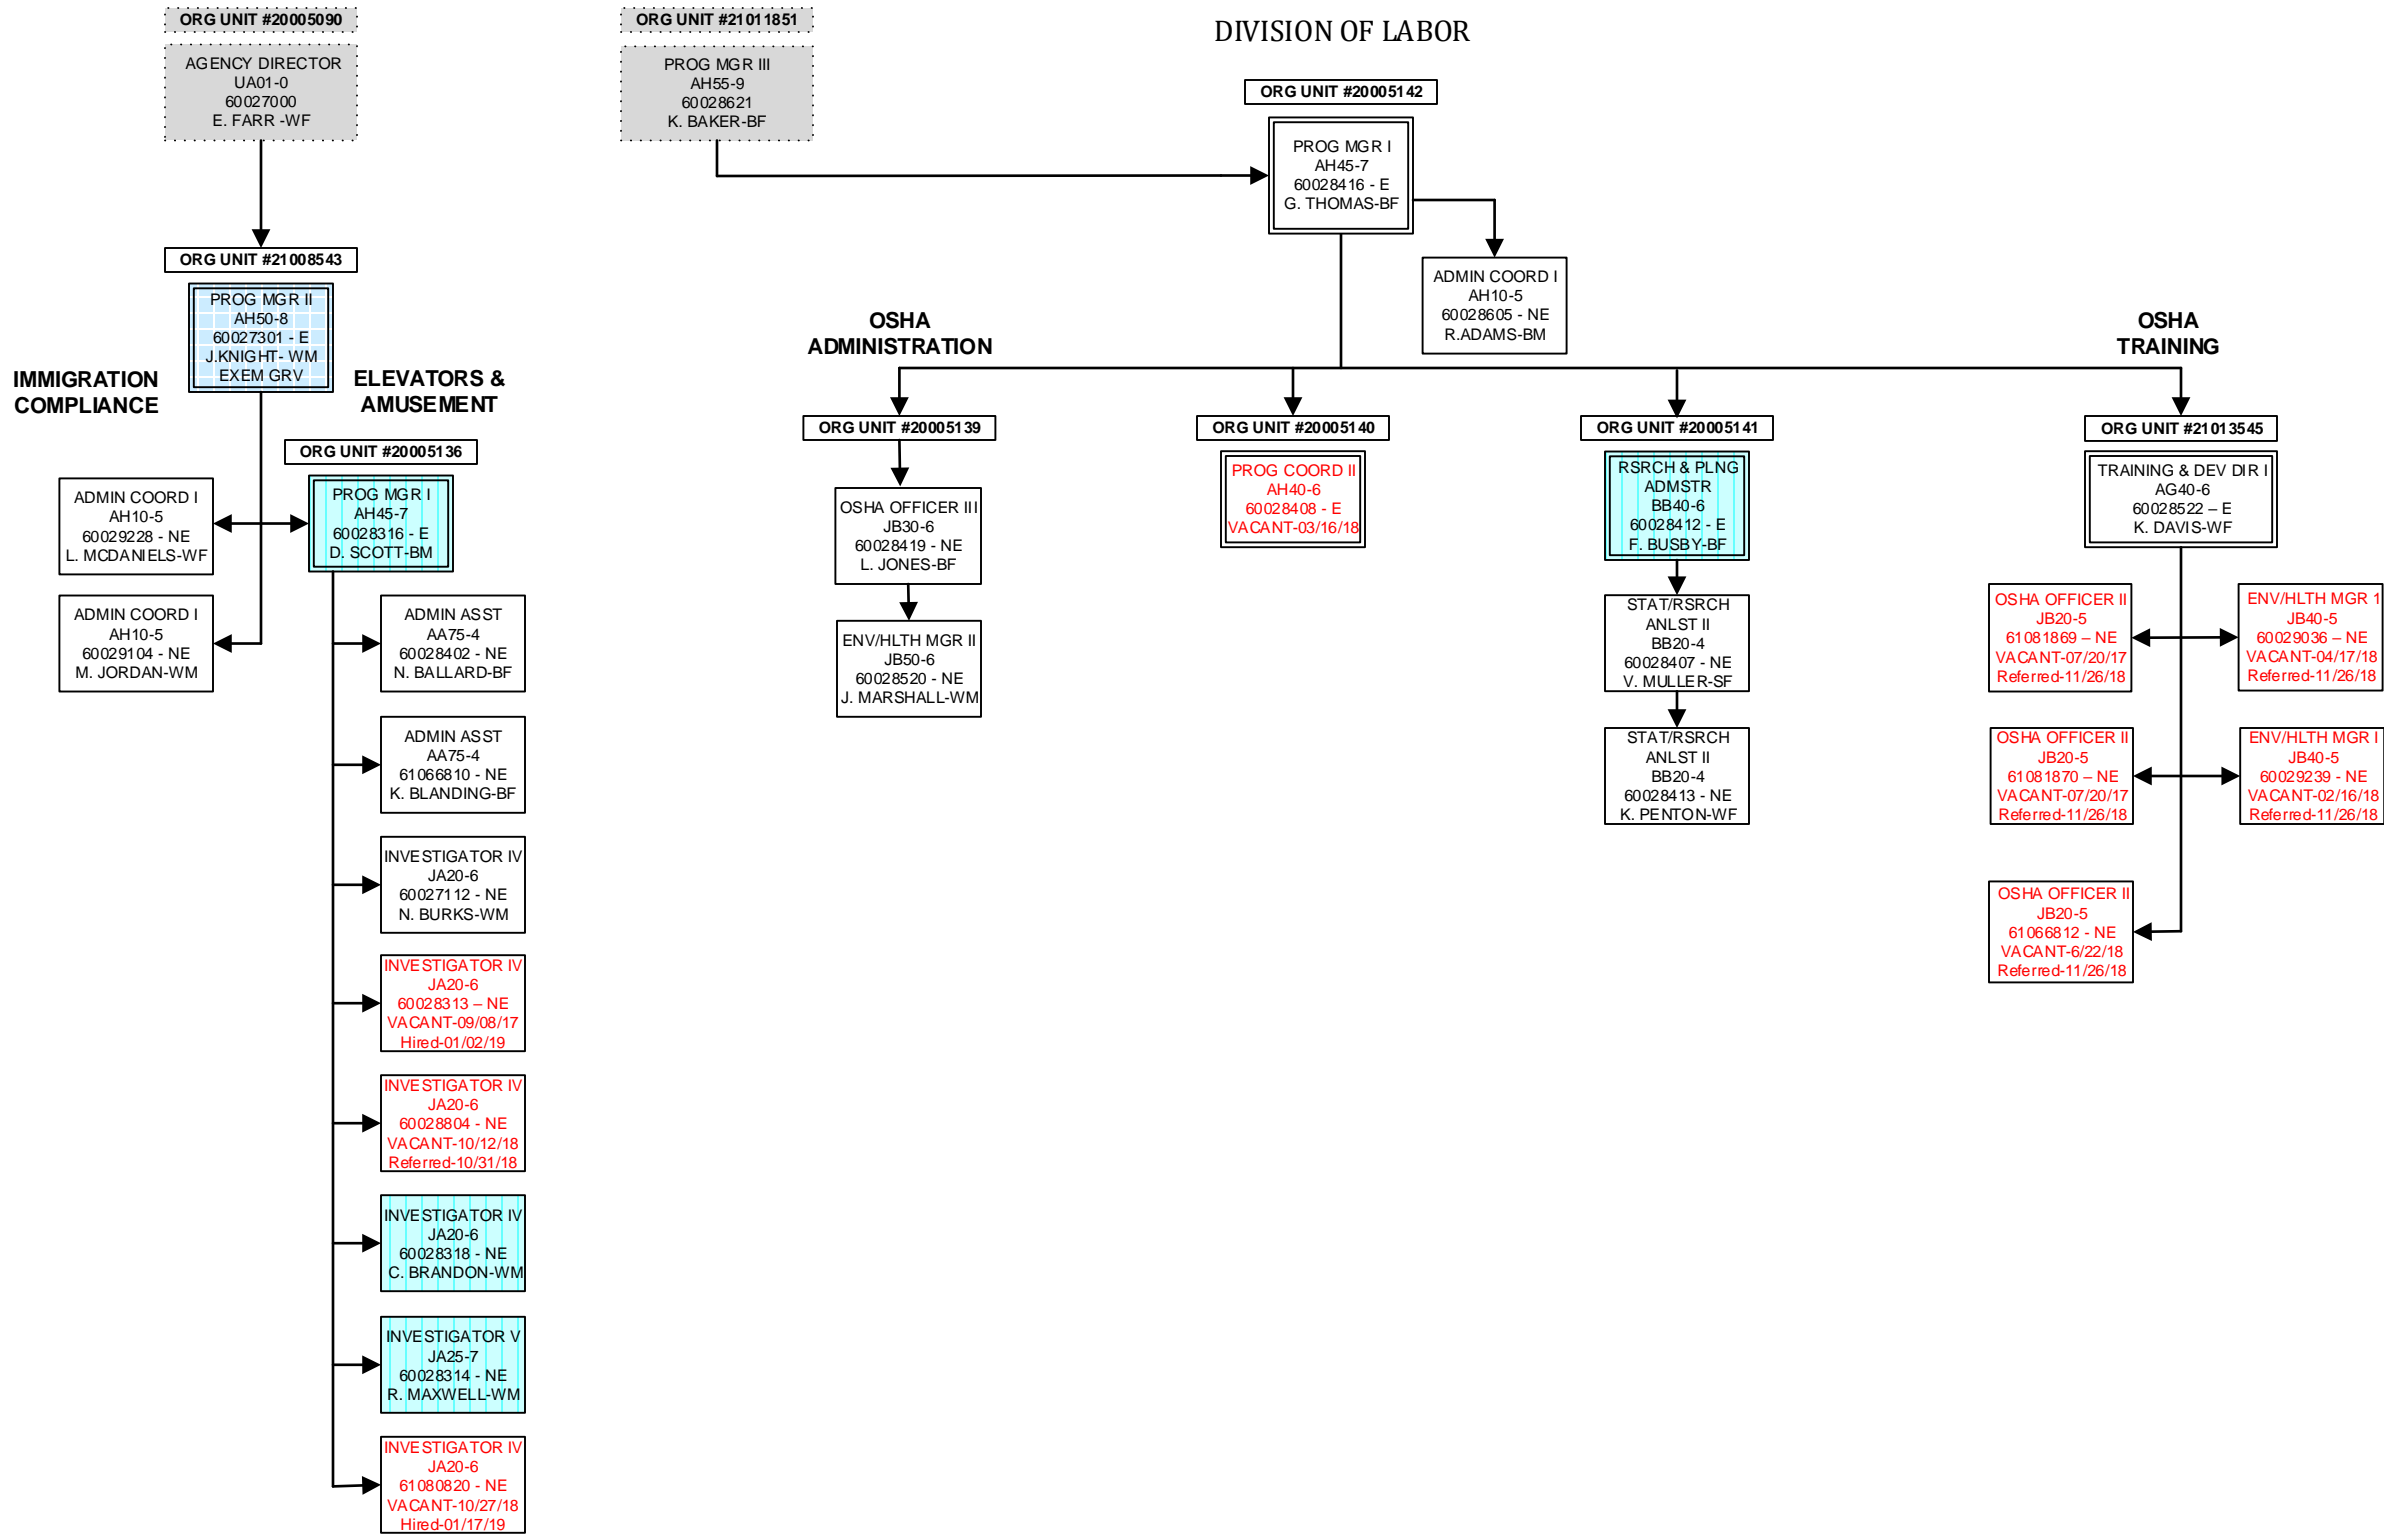 DIVISION OF LABOR
ORG UNIT #20005090
AGENCY DIRECTOR
UA01-0
60027000
E. FARR -WF
ORG UNIT #21011851
PROG MGR III
AH55-9
60028621
K. BAKER-BF
ORG UNIT #20005142
PROG MGR I
AH45-7
60028416 - E
G. THOMAS-BF
ADMIN COORD I
AH10-5
60028605 - NE
R.ADAMS-BM
ORG UNIT #21008543
PROG MGR II
AH50-8
60027301 - E
J.KNIGHT- WM
EXEM GRV
IMMIGRATION
COMPLIANCE
ELEVATORS &
AMUSEMENT
ORG UNIT #20005136
ADMIN COORD I
AH10-5
60029228 - NE
L. MCDANIELS-WF
PROG MGR I
AH45-7
60028316 - E
D. SCOTT-BM
ADMIN COORD I
AH10-5
60029104 - NE
M. JORDAN-WM
ADMIN ASST
AA75-4
60028402 - NE
N. BALLARD-BF
ADMIN ASST
AA75-4
61066810 - NE
K. BLANDING-BF
INVESTIGATOR IV
JA20-6
60027112 - NE
N. BURKS-WM
INVESTIGATOR IV
JA20-6
60028313 – NE
VACANT-09/08/17
Hired-01/02/19
INVESTIGATOR IV
JA20-6
60028804 - NE
VACANT-10/12/18
Referred-10/31/18
INVESTIGATOR IV
JA20-6
60028318 - NE
C. BRANDON-WM
INVESTIGATOR V
JA25-7
60028314 - NE
R. MAXWELL-WM
INVESTIGATOR IV
JA20-6
61080820 - NE
VACANT-10/27/18
Hired-01/17/19
OSHA
ADMINISTRATION
ORG UNIT #20005139
OSHA OFFICER III
JB30-6
60028419 - NE
L. JONES-BF
ENV/HLTH MGR II
JB50-6
60028520 - NE
J. MARSHALL-WM
ORG UNIT #20005140
PROG COORD II
AH40-6
60028408 - E
VACANT-03/16/18
ORG UNIT #20005141
RSRCH & PLNG
ADMSTR
BB40-6
60028412 - E
F. BUSBY-BF
STAT/RSRCH
ANLST II
BB20-4
60028407 - NE
V. MULLER-SF
STAT/RSRCH
ANLST II
BB20-4
60028413 - NE
K. PENTON-WF
OSHA
TRAINING
ORG UNIT #21013545
TRAINING & DEV DIR I
AG40-6
60028522 – E
K. DAVIS-WF
OSHA OFFICER II
JB20-5
61081869 – NE
VACANT-07/20/17
Referred-11/26/18
ENV/HLTH MGR 1
JB40-5
60029036 – NE
VACANT-04/17/18
Referred-11/26/18
OSHA OFFICER II
JB20-5
61081870 – NE
VACANT-07/20/17
Referred-11/26/18
ENV/HLTH MGR I
JB40-5
60029239 - NE
VACANT-02/16/18
Referred-11/26/18
OSHA OFFICER II
JB20-5
61066812 - NE
VACANT-6/22/18
Referred-11/26/18